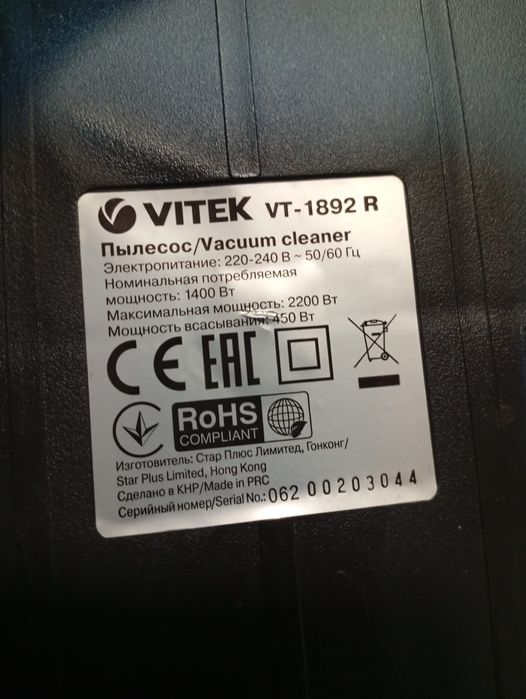 VITEK VT-1892 R
Пылесос/Vacuum cleaner
Электропитание: 220-240 В ~ 50/60 Гц
Номинальная потребляемая
мощность: 1400 Вт
Максимальная мощность: 2200 Вт
Мощность всасывания: 450 Вт
CE EAC
RoHS
COMPLIANT
Изготовитель: Стар Плюс Лимитед, Гонконг/
Star Plus Limited, Hong Kong
Сделано в КНР/Made in PRC
Серийный номер/Serial No.: 062 00203044